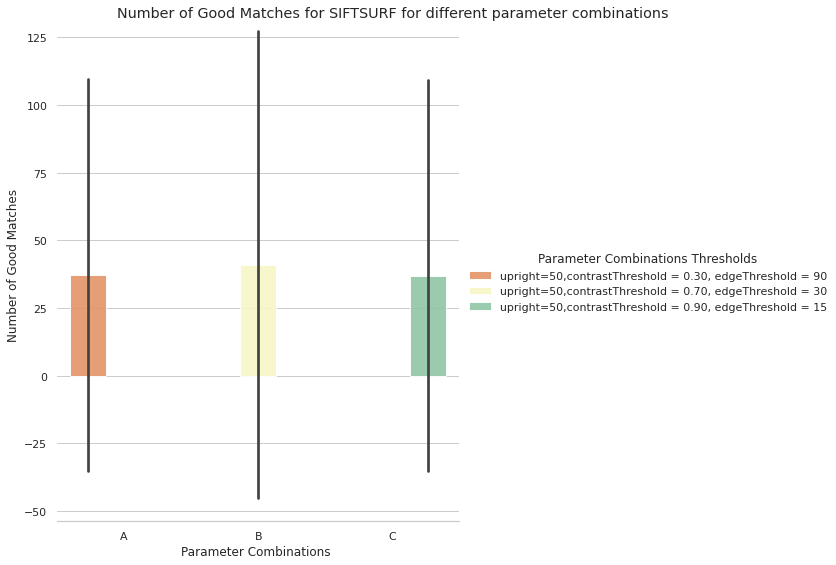 Number of Good Matches for SIFTSURF for different parameter combinations
125
100
75
50
25
0
−25
−50
Number of Good Matches
A
B
C
Parameter Combinations
Parameter Combinations Thresholds
upright=50,contrastThreshold = 0.30, edgeThreshold = 90
upright=50,contrastThreshold = 0.70, edgeThreshold = 30
upright=50,contrastThreshold = 0.90, edgeThreshold = 15